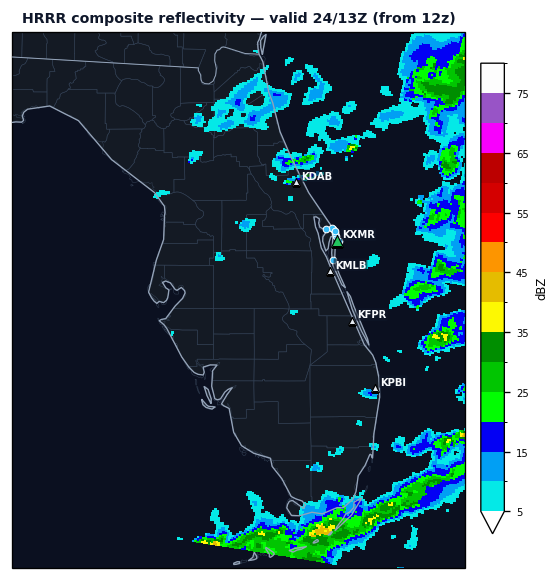 HRRR composite reflectivity — valid 24/13Z (from 12z)
KDAB
KXMR
KMLB
KFPR
KPBI
75
65
55
45
35
25
15
5
dBZ